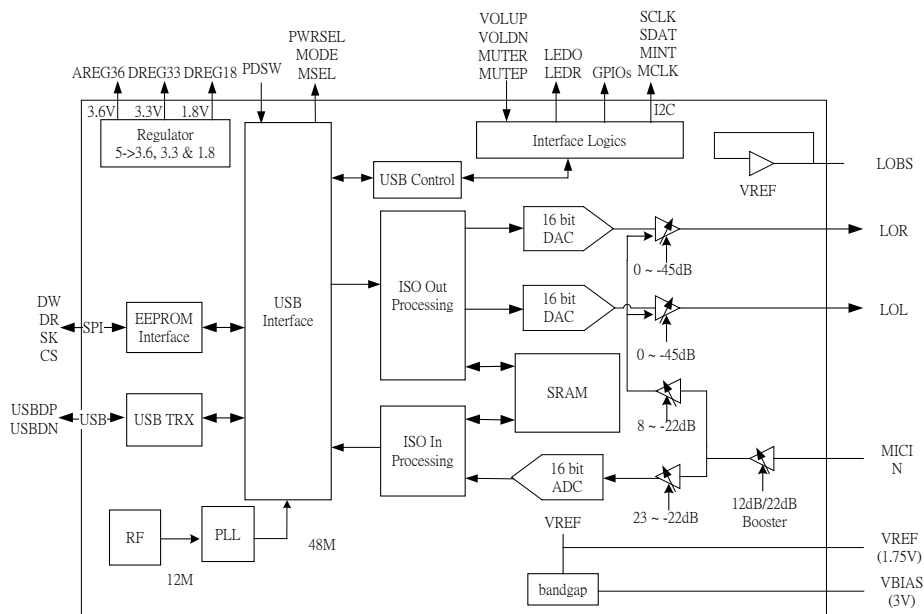 PWRSEL
MODE
MSEL
VOLUP
VOLDN
MUTER
MUTEP
SCLK
SDAT
MINT
MCLK
AREG36
DREG33
DREG18
PDSW
LEDO
LEDR
GPIOs
3.6V
3.3V
1.8V
I2C
Regulator
5->3.6, 3.3 & 1.8
Interface Logics
USB Control
VREF
LOBS
16 bit
DAC
LOR
0 ~ -45dB
ISO Out
Processing
USB
Interface
DW
DR
SK
CS
SPI
EEPROM
Interface
16 bit
DAC
LOL
0 ~ -45dB
SRAM
8 ~ -22dB
USBDP
USBDN
USB
USB TRX
ISO In
Processing
16 bit
ADC
23 ~ -22dB
12dB/22dB
Booster
MICI
N
RF
PLL
12M
48M
VREF
bandgap
VREF
(1.75V)
VBIAS
(3V)